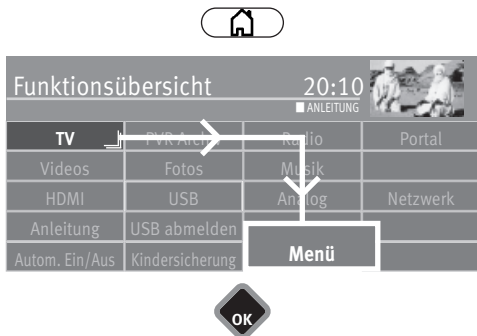 Funktionsübersicht 20:10
ANLEITUNG
TV PVR Archiv Radio Portal
Videos Fotos Musik
HDMI USB Analog Netzwerk
Anleitung USB abmelden
Autom. Ein/Aus Kindersicherung Menü
OK